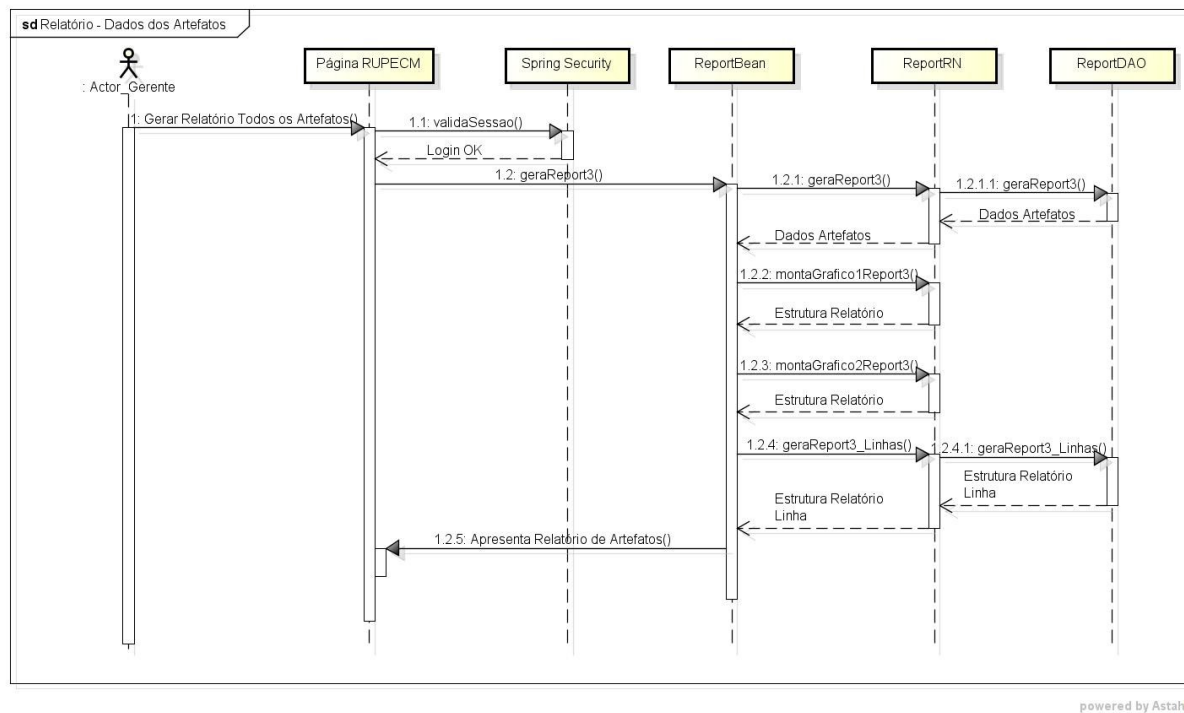 sd Relatório - Dados dos Artefatos
: Actor_Gerente
Página RUPECM
Spring Security
ReportBean
ReportRN
ReportDAO
1: Gerar Relatório Todos os Artefatos()
1.1: validaSessao()
Login OK
1.2: geraReport3()
1.2.1: geraReport3()
1.2.1.1: geraReport3()
Dados Artefatos
Dados Artefatos
1.2.2: montaGrafico1Report3()
Estrutura Relatório
1.2.3: montaGrafico2Report3()
Estrutura Relatório
1.2.4: geraReport3_Linhas()
1.2.4.1: geraReport3_Linhas()
Estrutura Relatório
Linha
Estrutura Relatório
Linha
1.2.5: Apresenta Relatório de Artefatos()
powered by Astah